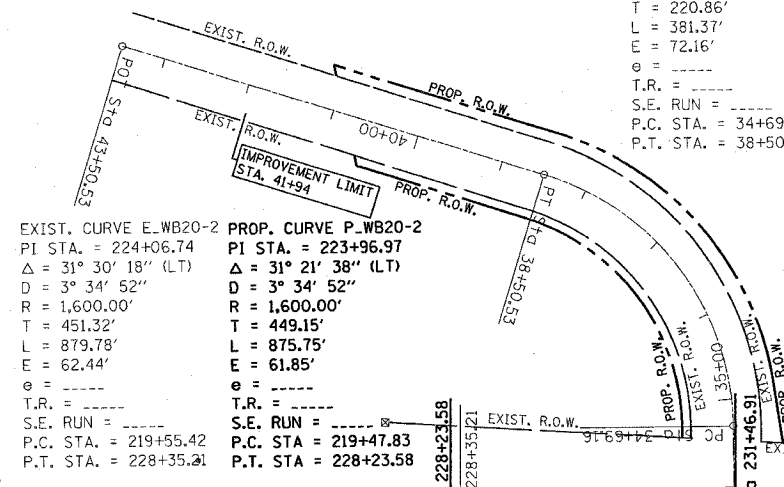 T = 220.86'
L = 381.37'
E = 72.16'
e = _____
T.R. = _____
S.E. RUN = _____
P.C. STA. = 34+69
P.T. STA. = 38+50
EXIST. R.O.W.
PROP. R.O.W.
POT Sta 43+50.53
EXIST. R.O.W.
40+00
IMPROVEMENT LIMIT
STA. 41+94
PROP. R.O.W.
PT Sta 38+50.53
EXIST. CURVE E_WB20-2
PI STA. = 224+06.74
Δ = 31° 30' 18" (LT)
D = 3° 34' 52"
R = 1,600.00'
T = 451.32'
L = 879.78'
E = 62.44'
e = _____
T.R. = _____
S.E. RUN = _____
P.C. STA. = 219+55.42
P.T. STA. = 228+35.21
PROP. CURVE P_WB20-2
PI STA. = 223+96.97
Δ = 31° 21' 38" (LT)
D = 3° 34' 52"
R = 1,600.00'
T = 449.15'
L = 875.75'
E = 61.85'
e = _____
T.R. = _____
S.E. RUN = _____
P.C. STA. = 219+47.83
P.T. STA = 228+23.58
228+23.58
228+35.21
EXIST. R.O.W.
PC Sta 34+69.16
PROP. R.O.W.
EXIST. R.O.W.
35+00
231+46.91
EXIST. R.O.W.
PROP. R.O.W.
EX